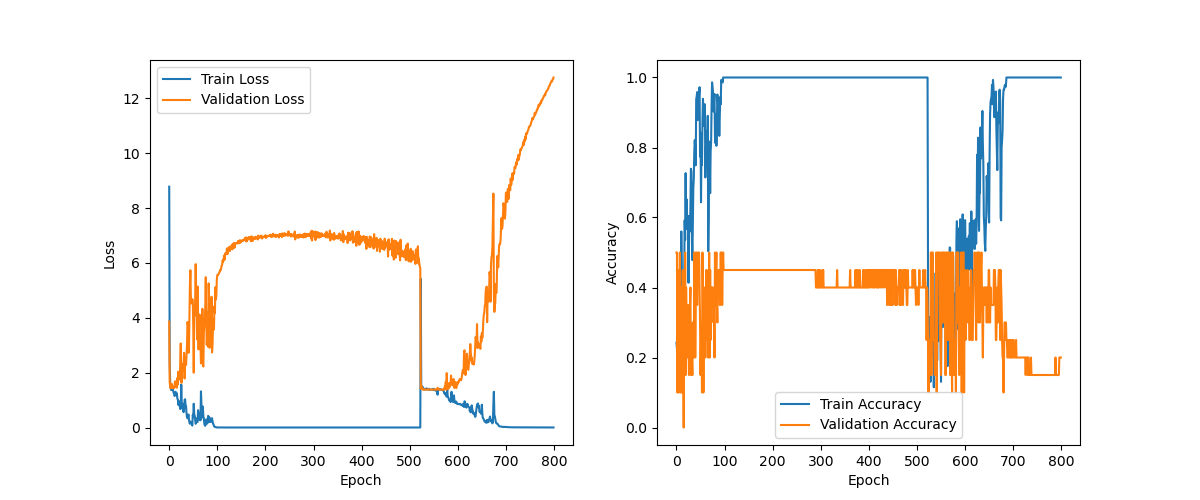 Train Loss
Validation Loss
Loss
12
10
8
6
4
2
0
0 100 200 300 400 500 600 700 800
Epoch
Accuracy
1.0
0.8
0.6
0.4
0.2
0.0
Train Accuracy
Validation Accuracy
0 100 200 300 400 500 600 700 800
Epoch